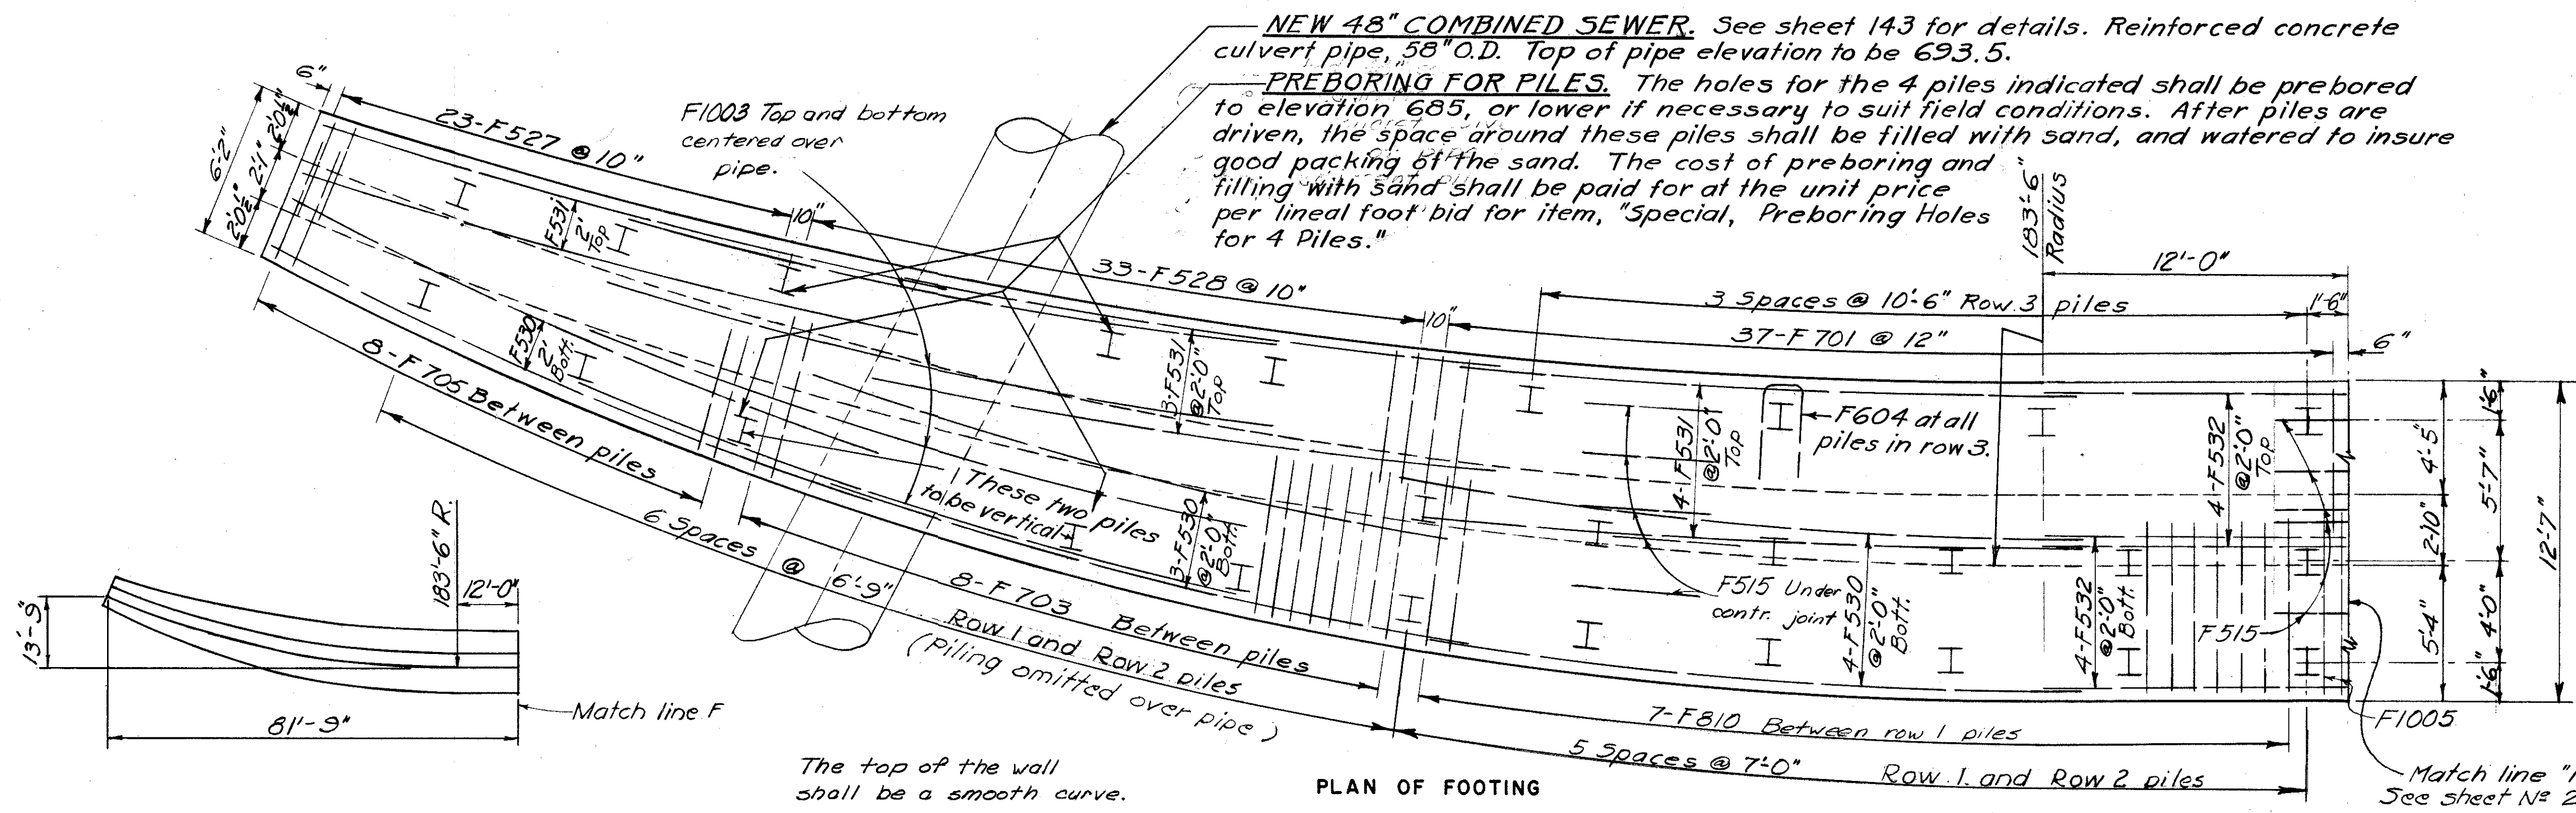 NEW 48" COMBINED SEWER. See sheet 143 for details. Reinforced concrete
culvert pipe, 58" O.D. Top of pipe elevation to be 693.5.
PREBORING FOR PILES. The holes for the 4 piles indicated shall be prebored
to elevation 685, or lower if necessary to suit field conditions. After piles are
driven, the space around these piles shall be filled with sand, and watered to insure
good packing of the sand. The cost of preboring and
filling with sand shall be paid for at the unit price
per lineal foot bid for item, "Special, Preboring Holes
for 4 Piles."
6"
23-F527 @ 10"
F1003 Top and bottom
centered over
pipe.
6'-2"
2'-0½"
2'-1"
2'-0½"
F531
2'
Top
10"
33-F528 @ 10"
183'-6"
Radius
12'-0"
3 Spaces @ 10'-6" Row 3 piles
1'-6"
10"
37-F701 @ 12"
6"
F530
2'
Bott.
8-F705 Between piles
3-F531
@2'-0"
Top
4-F531
@2'-0"
Top
F604 at all
piles in row 3.
4-F532
@2'-0"
Top
1'-6"
4'-5"
5'-7"
2'-10"
12'-7"
5'-4"
4'-0"
1'-6"
These two piles
to be vertical
3-F530
@2'-0"
Bott.
F515 Under
contr. joint
4-F530
@2'-0"
Bott.
4-F532
@2'-0"
Bott.
F515
6 Spaces @ 6'-9"
Row 1 and Row 2 piles
(Piling omitted over pipe)
8-F703 Between piles
7-F810 Between row 1 piles
5 Spaces @ 7'-0" Row 1 and Row 2 piles
F1005
Match line
See sheet Nº 2
13'-9"
183'-6" R.
12'-0"
Match line F
81'-9"
The top of the wall
shall be a smooth curve.
PLAN OF FOOTING